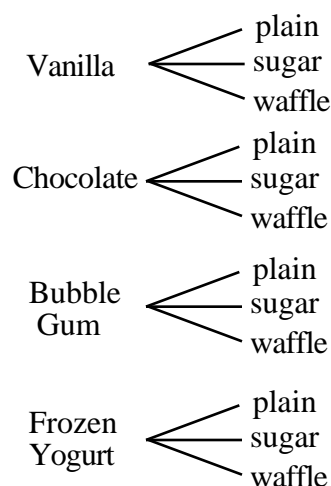 plain
Vanilla
sugar
waffle
plain
Chocolate
sugar
waffle
plain
Bubble
Gum
sugar
waffle
plain
Frozen
Yogurt
sugar
waffle